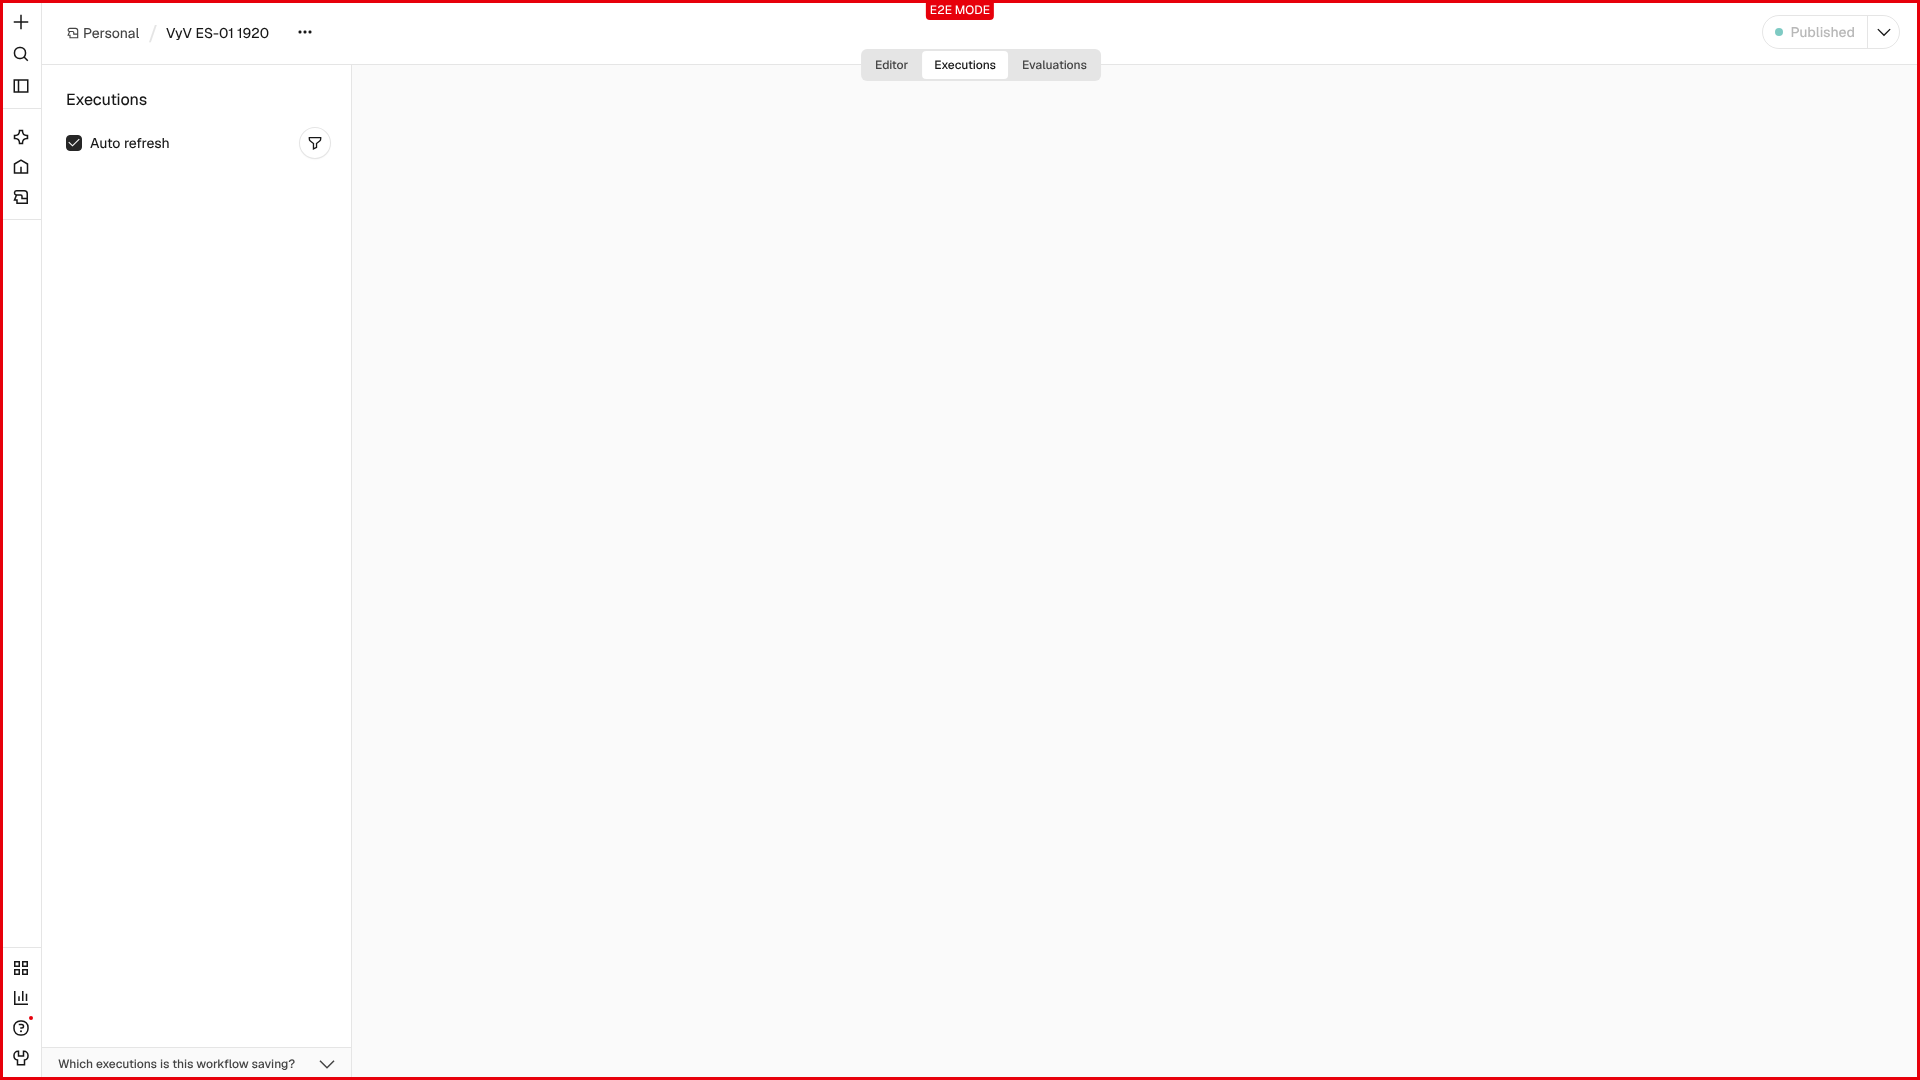 E2E MODE
Personal / VyV ES-01 1920
Published
Editor
Executions
Evaluations
Executions
Auto refresh
Which executions is this workflow saving?